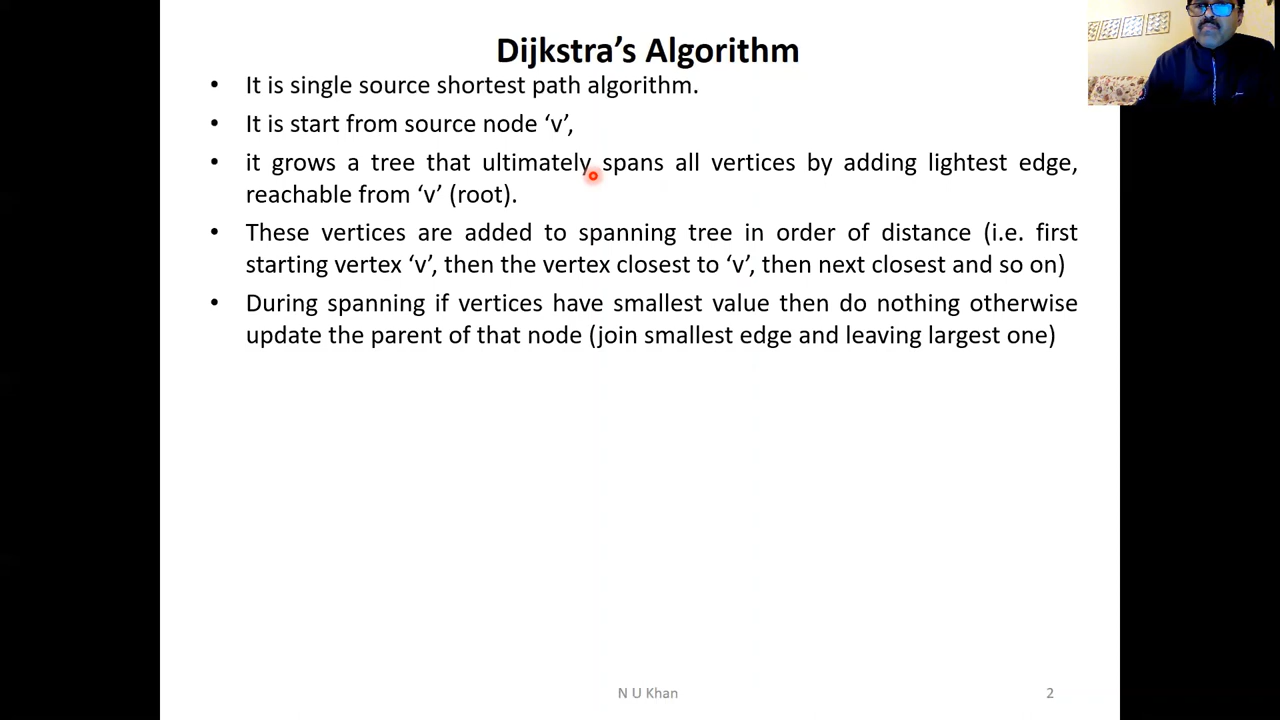 Dijkstra’s Algorithm
• It is single source shortest path algorithm.
• It is start from source node ‘v’,
• it grows a tree that ultimately spans all vertices by adding lightest edge,
reachable from ‘v’ (root).
• These vertices are added to spanning tree in order of distance (i.e. first
starting vertex ‘v’, then the vertex closest to ‘v’, then next closest and so on)
• During spanning if vertices have smallest value then do nothing otherwise
update the parent of that node (join smallest edge and leaving largest one)
N U Khan
2